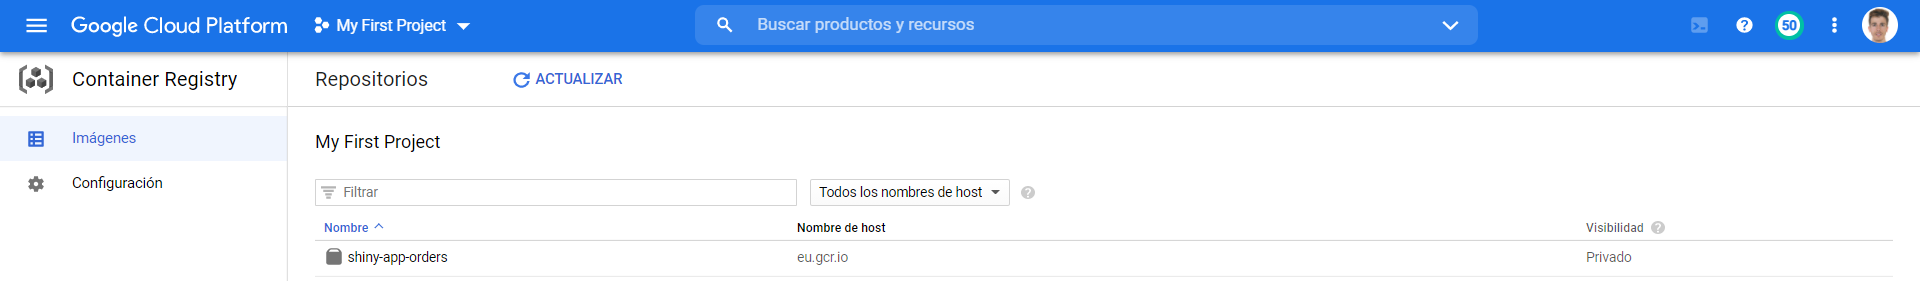 Google Cloud Platform My First Project Buscar productos y recursos ? 50
Container Registry Repositorios ACTUALIZAR
Imágenes
Configuración
My First Project
Filtrar Todos los nombres de host ?
Nombre Nombre de host Visibilidad ?
shiny-app-orders eu.gcr.io Privado